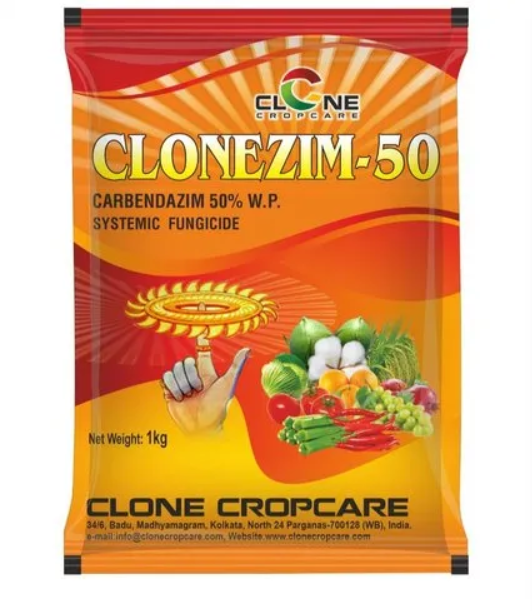 CLONE
CROPCARE
CLONEZIM-50
CARBENDAZIM 50% W.P.
SYSTEMIC FUNGICIDE
Net Weight: 1kg
CLONE CROPCARE
34/6, Badu, Madhyamagram, Kolkata, North 24 Parganas-700128 (WB), India.
e-mail:info@clonecropcare.com, Website:www.clonecropcare.com